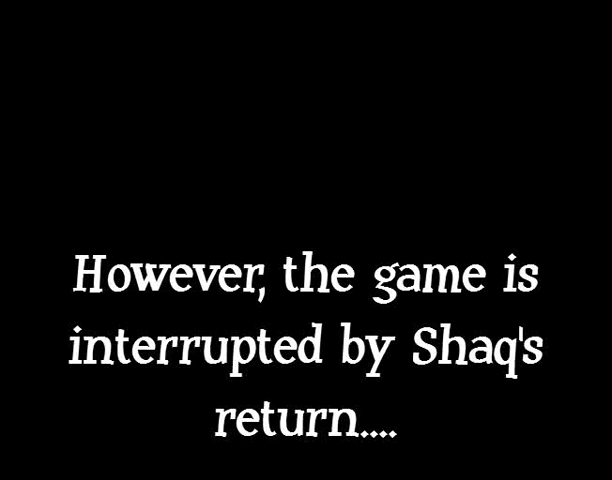 However, the game is
interrupted by Shaq's
return....